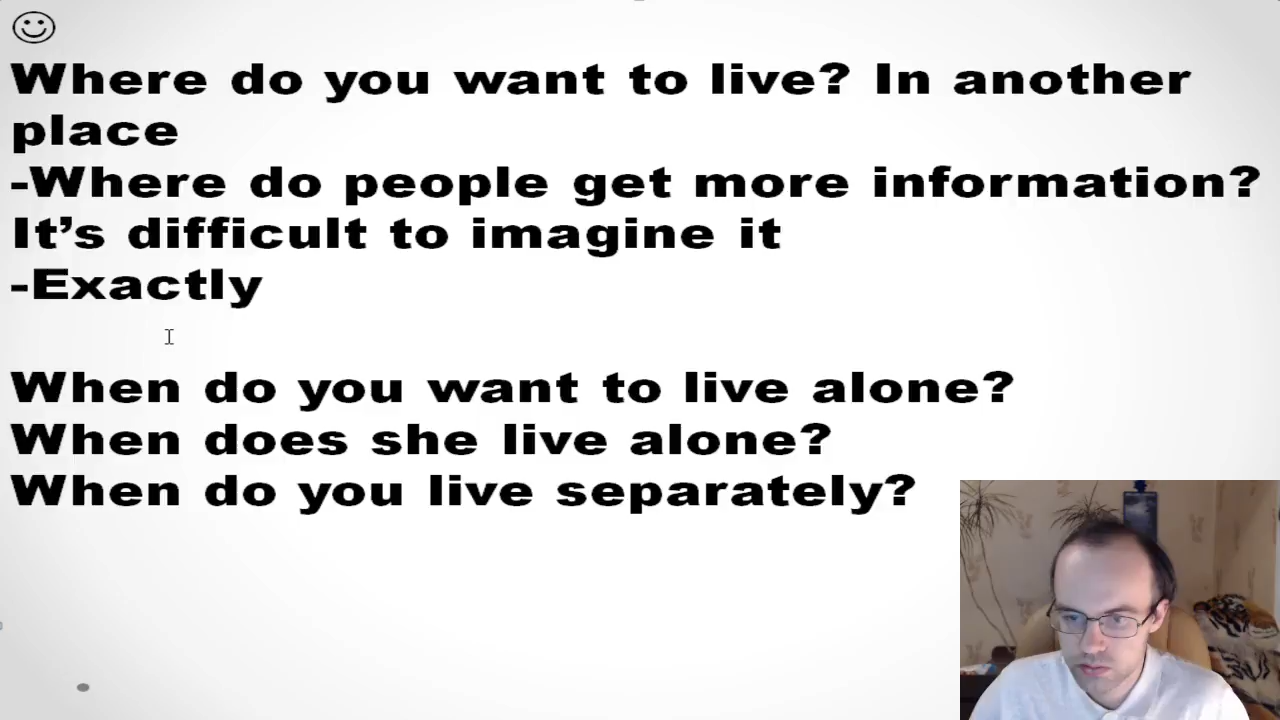 Where do you want to live? In another
place
-Where do people get more information?
It’s difficult to imagine it
-Exactly
When do you want to live alone?
When does she live alone?
When do you live separately?